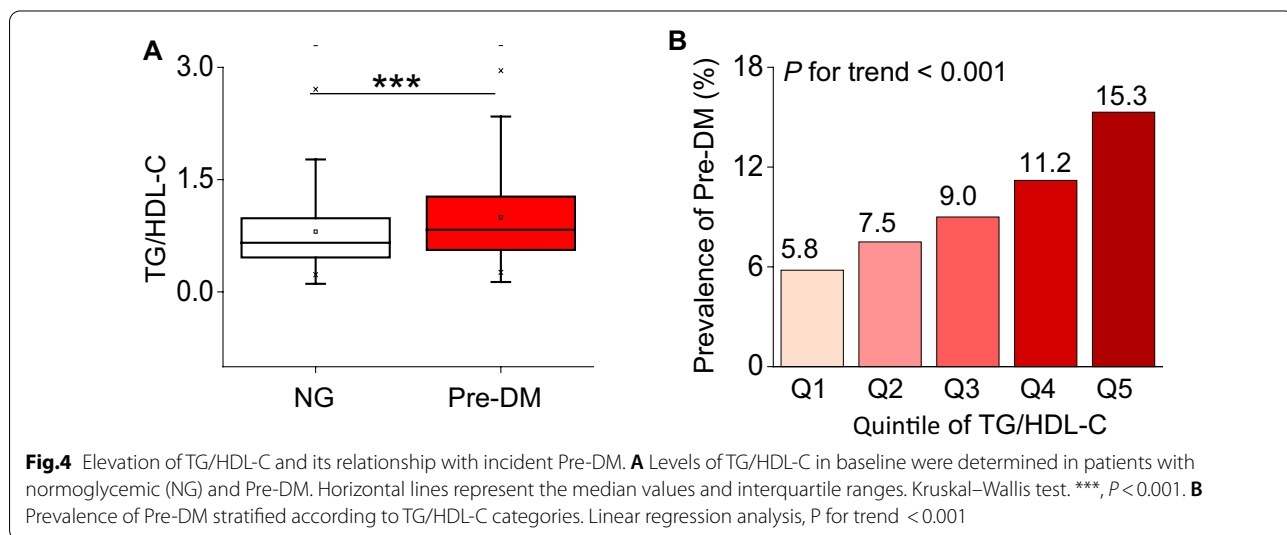 A
3.0
1.5
0.0
TG/HDL-C
***
NG Pre-DM
B
P for trend < 0.001
18
12
6
0
Prevalence of Pre-DM (%)
5.8
7.5
9.0
11.2
15.3
Q1 Q2 Q3 Q4 Q5
Quintile of TG/HDL-C
Fig.4 Elevation of TG/HDL-C and its relationship with incident Pre-DM. A Levels of TG/HDL-C in baseline were determined in patients with
normoglycemic (NG) and Pre-DM. Horizontal lines represent the median values and interquartile ranges. Kruskal–Wallis test. ***, P < 0.001. B
Prevalence of Pre-DM stratified according to TG/HDL-C categories. Linear regression analysis, P for trend < 0.001